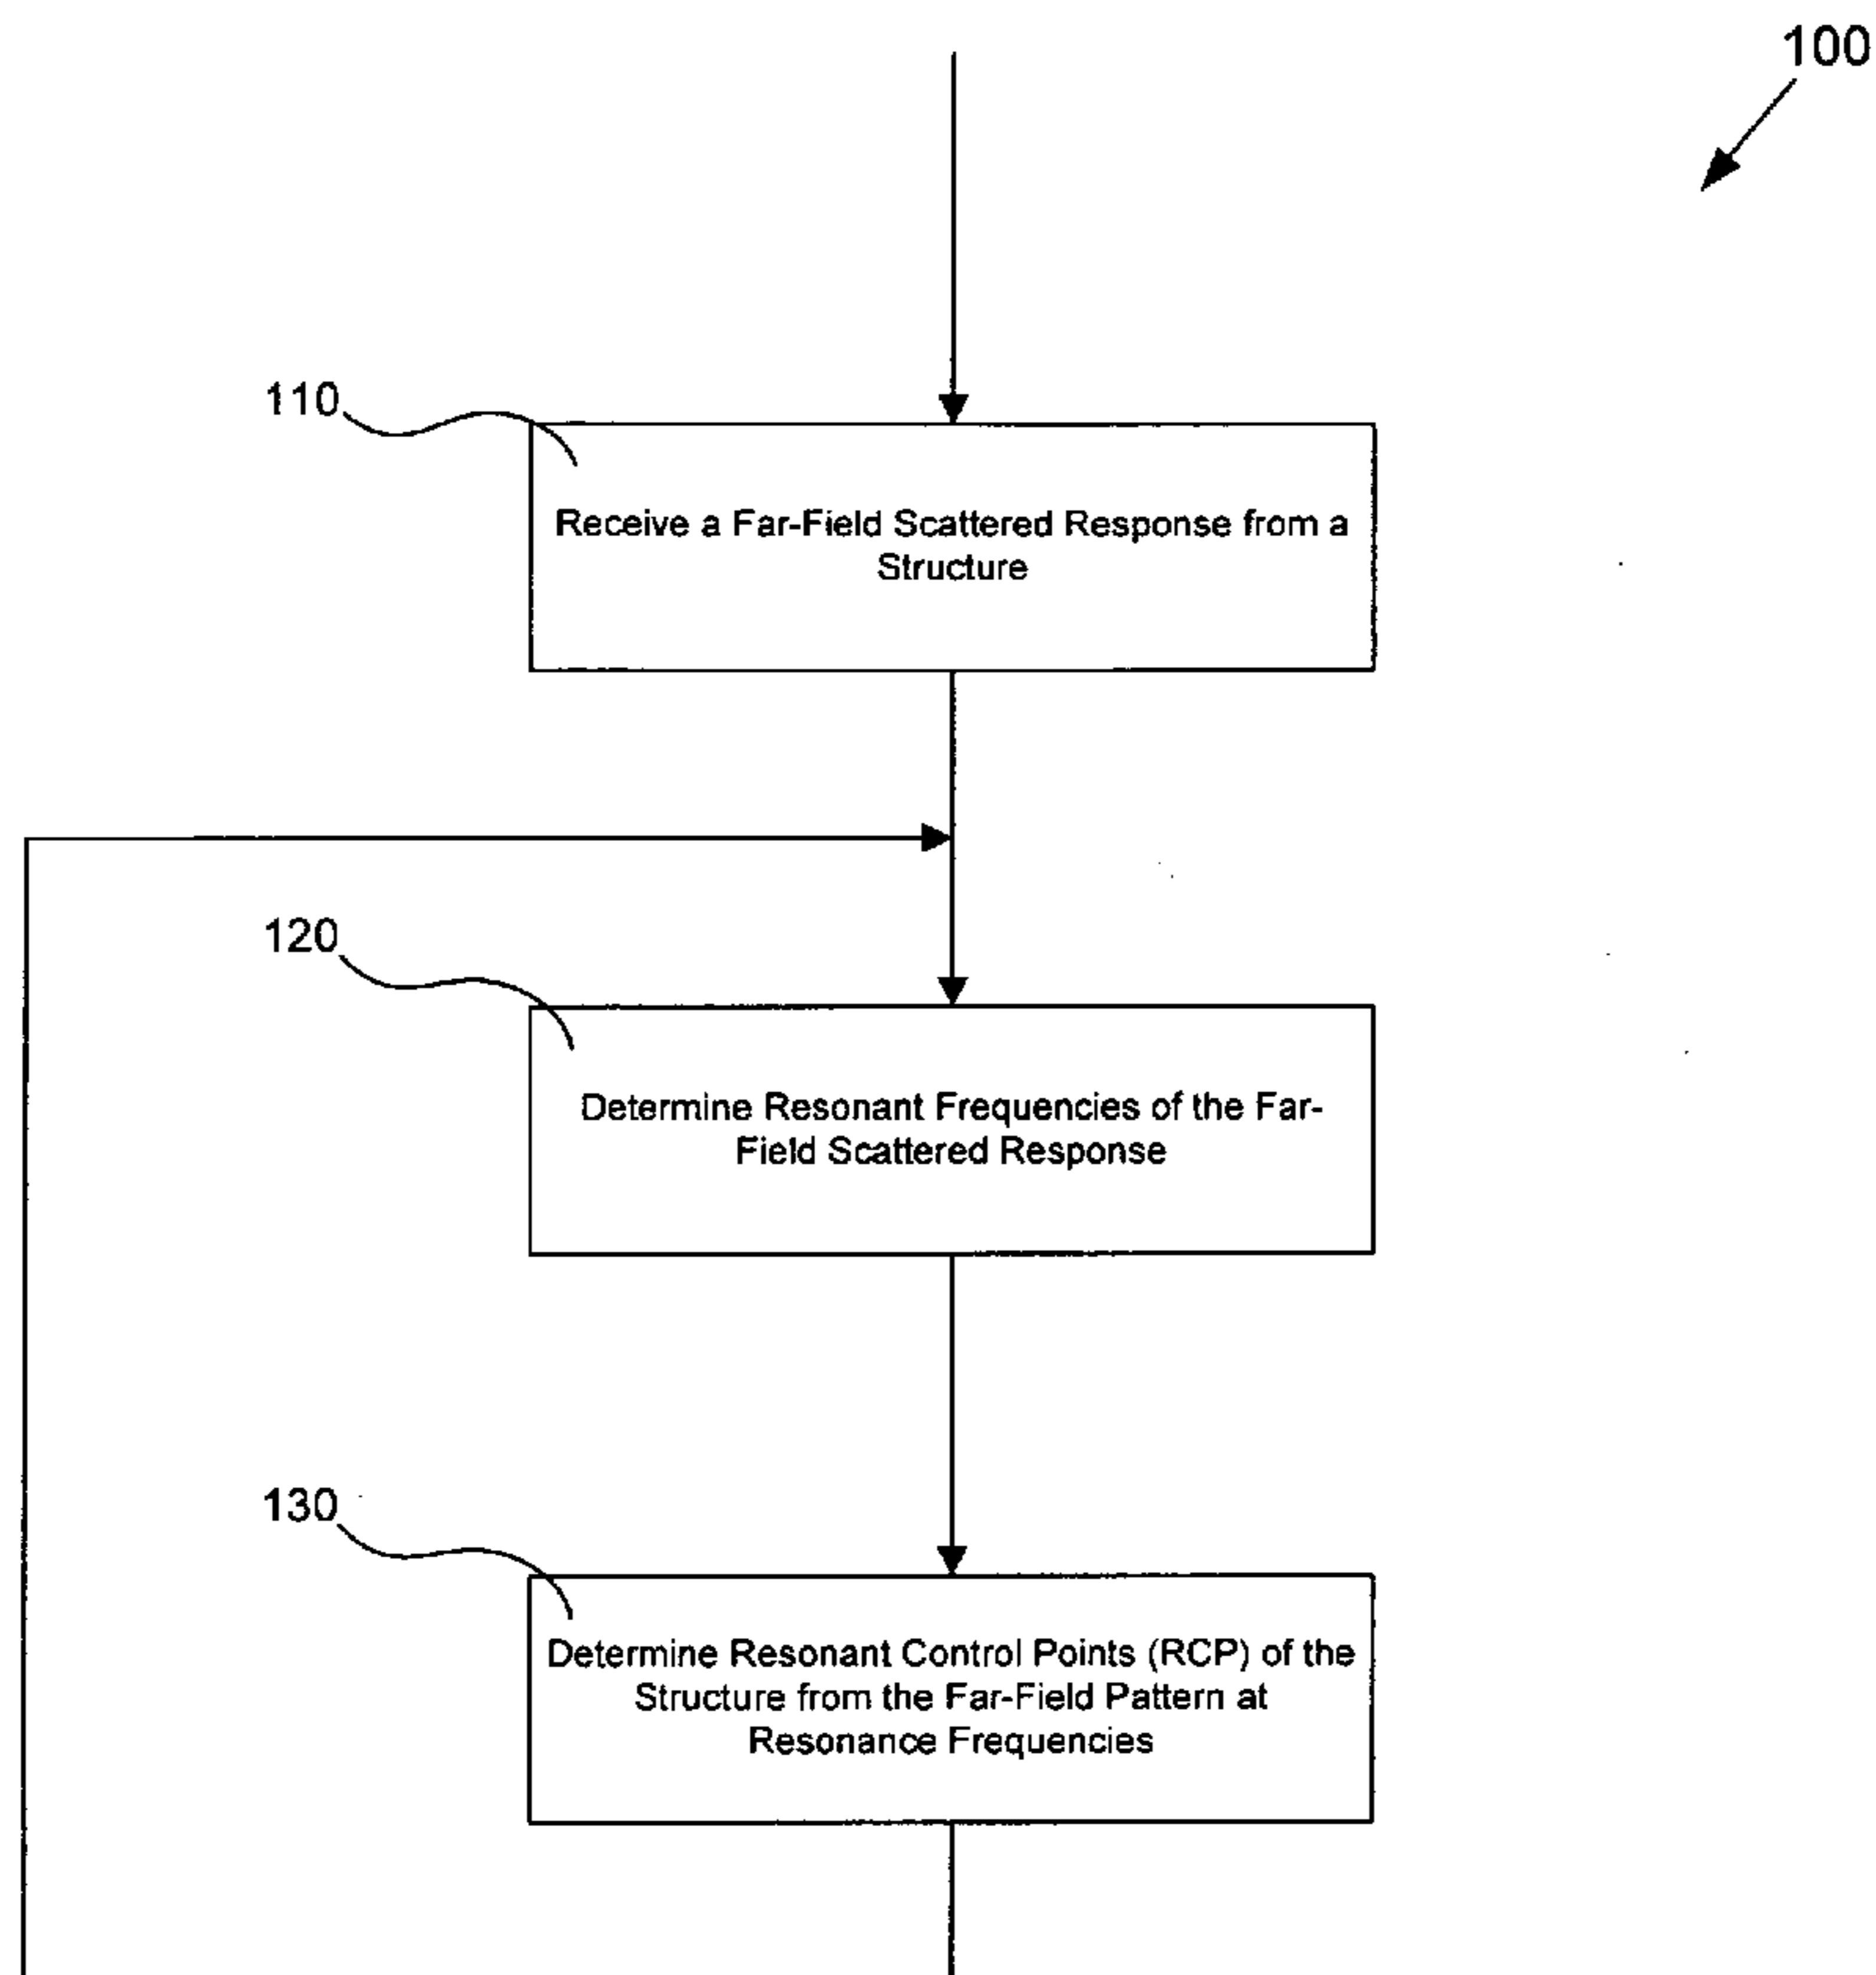 100
110
Receive a Far-Field Scattered Response from a
Structure
120
Determine Resonant Frequencies of the Far-
Field Scattered Response
130
Determine Resonant Control Points (RCP) of the
Structure from the Far-Field Pattern at
Resonance Frequencies